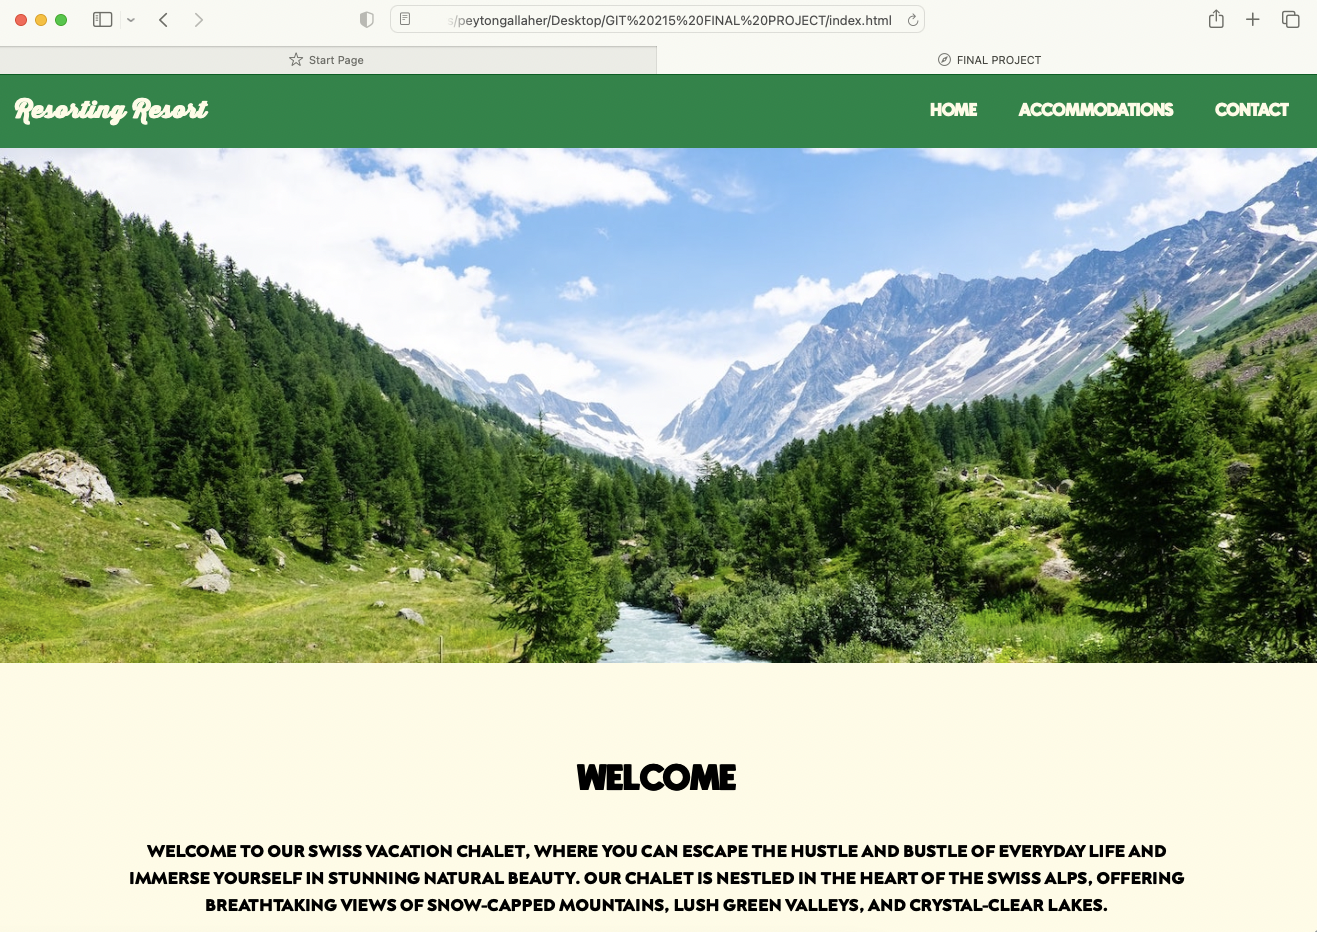 s/peytongallaher/Desktop/GIT%20215%20FINAL%20PROJECT/index.html
Start Page
FINAL PROJECT
Resorting Resort
HOME
ACCOMMODATIONS
CONTACT
WELCOME
WELCOME TO OUR SWISS VACATION CHALET, WHERE YOU CAN ESCAPE THE HUSTLE AND BUSTLE OF EVERYDAY LIFE AND
IMMERSE YOURSELF IN STUNNING NATURAL BEAUTY. OUR CHALET IS NESTLED IN THE HEART OF THE SWISS ALPS, OFFERING
BREATHTAKING VIEWS OF SNOW-CAPPED MOUNTAINS, LUSH GREEN VALLEYS, AND CRYSTAL-CLEAR LAKES.